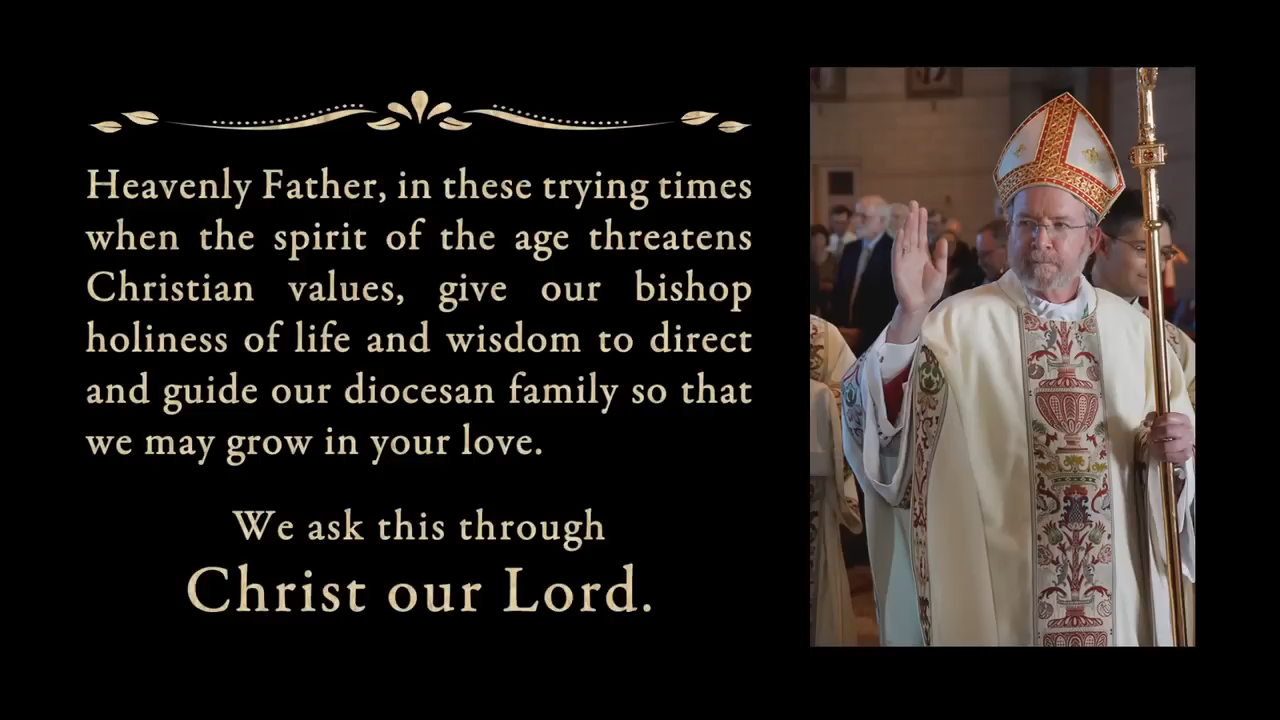 Heavenly Father, in these trying times
when the spirit of the age threatens
Christian values, give our bishop
holiness of life and wisdom to direct
and guide our diocesan family so that
we may grow in your love.
We ask this through
Christ our Lord.